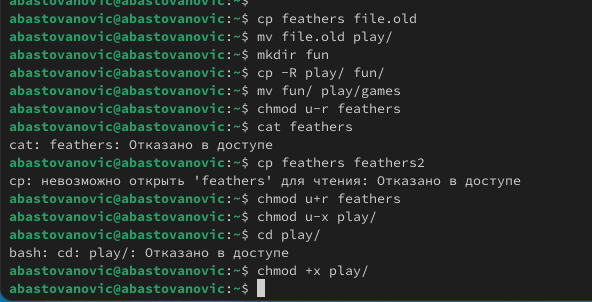 abastovanovic@abastovanovic:~$
abastovanovic@abastovanovic:~$ cp feathers file.old
abastovanovic@abastovanovic:~$ mv file.old play/
abastovanovic@abastovanovic:~$ mkdir fun
abastovanovic@abastovanovic:~$ cp -R play/ fun/
abastovanovic@abastovanovic:~$ mv fun/ play/games
abastovanovic@abastovanovic:~$ chmod u-r feathers
abastovanovic@abastovanovic:~$ cat feathers
cat: feathers: Отказано в доступе
abastovanovic@abastovanovic:~$ cp feathers feathers2
cp: невозможно открыть 'feathers' для чтения: Отказано в доступе
abastovanovic@abastovanovic:~$ chmod u+r feathers
abastovanovic@abastovanovic:~$ chmod u-x play/
abastovanovic@abastovanovic:~$ cd play/
bash: cd: play/: Отказано в доступе
abastovanovic@abastovanovic:~$ chmod +x play/
abastovanovic@abastovanovic:~$